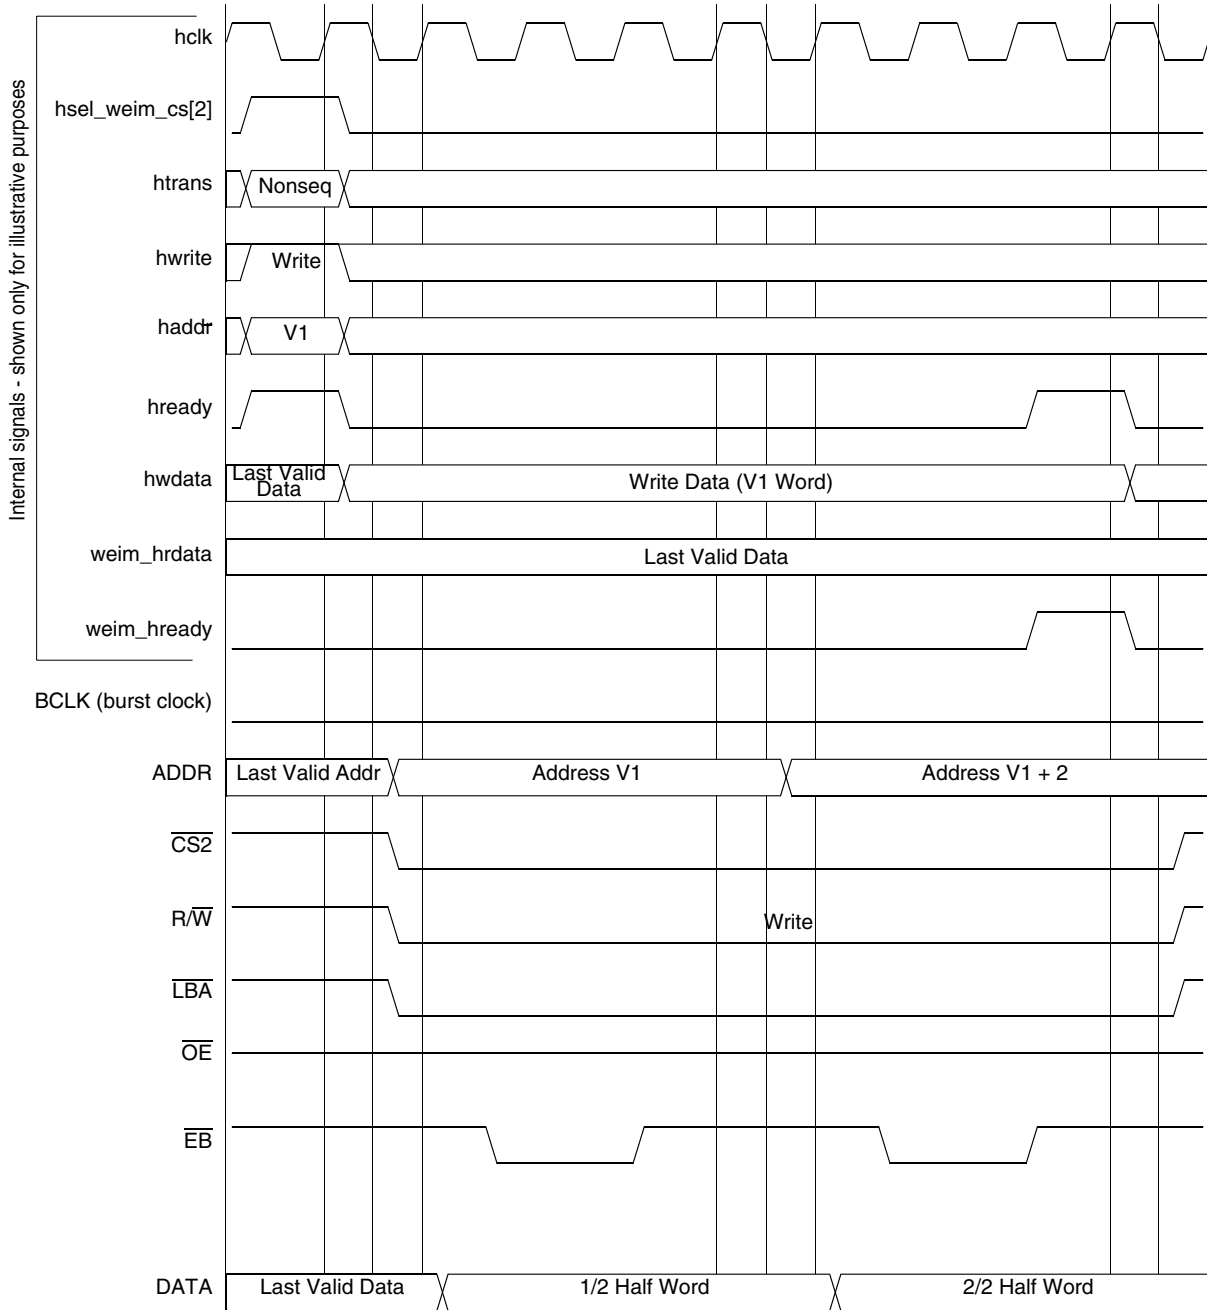 Internal signals - shown only for illustrative purposes
hclk
hsel_weim_cs[2]
htrans
Nonseq
hwrite
Write
haddr
V1
hready
hwdata
Last Valid
Data
Write Data (V1 Word)
weim_hrdata
Last Valid Data
weim_hready
BCLK (burst clock)
ADDR
Last Valid Addr
Address V1
Address V1 + 2
CS2
R/W
Write
LBA
OE
EB
DATA
Last Valid Data
1/2 Half Word
2/2 Half Word